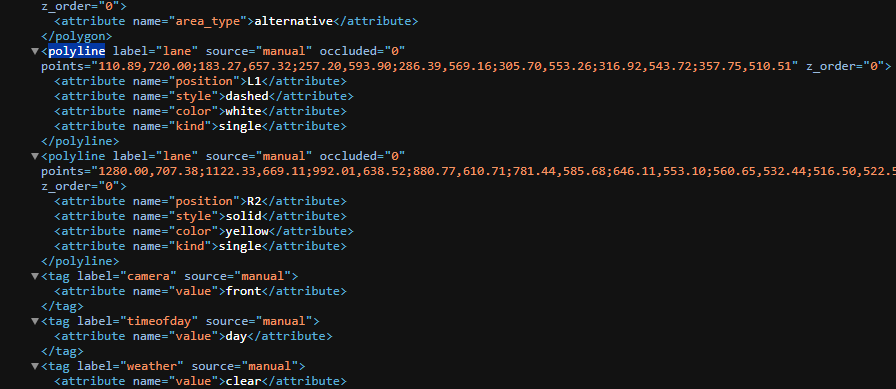 z_order="0">
<attribute name="area_type">alternative</attribute>
</polygon>
▼<polyline label="lane" source="manual" occluded="0"
points="110.89,720.00;183.27,657.32;257.20,593.90;286.39,569.16;305.70,553.26;316.92,543.72;357.75,510.51" z_order="0">
<attribute name="position">L1</attribute>
<attribute name="style">dashed</attribute>
<attribute name="color">white</attribute>
<attribute name="kind">single</attribute>
</polyline>
▼<polyline label="lane" source="manual" occluded="0"
points="1280.00,707.38;1122.33,669.11;992.01,638.52;880.77,610.71;781.44,585.68;646.11,553.10;560.65,532.44;516.50,522.5
z_order="0">
<attribute name="position">R2</attribute>
<attribute name="style">solid</attribute>
<attribute name="color">yellow</attribute>
<attribute name="kind">single</attribute>
</polyline>
▼<tag label="camera" source="manual">
<attribute name="value">front</attribute>
</tag>
▼<tag label="timeofday" source="manual">
<attribute name="value">day</attribute>
</tag>
▼<tag label="weather" source="manual">
<attribute name="value">clear</attribute>